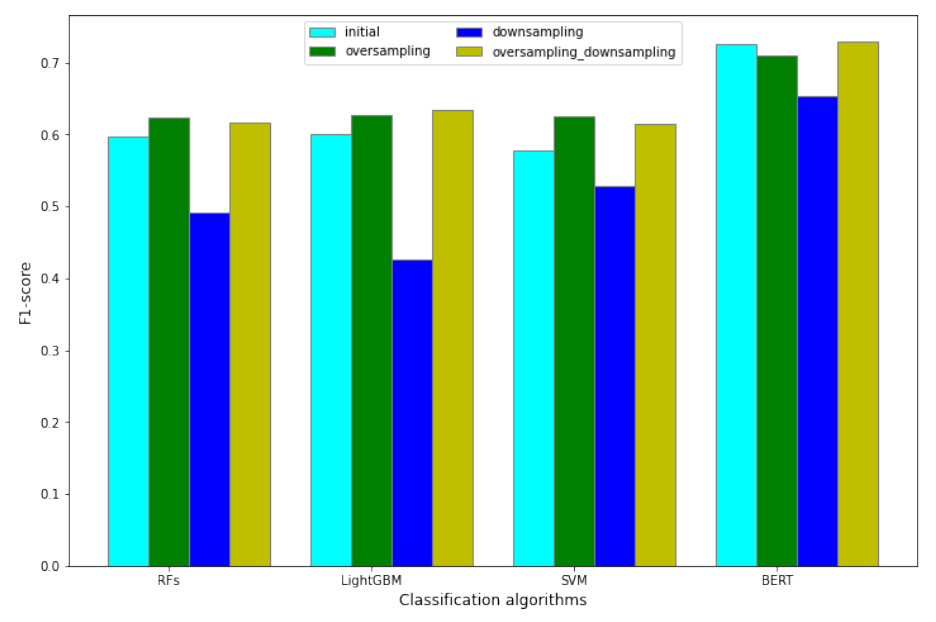 initial
oversampling
downsampling
oversampling_downsampling
F1-score
0.7
0.6
0.5
0.4
0.3
0.2
0.1
0.0
RFs
LightGBM
SVM
BERT
Classification algorithms